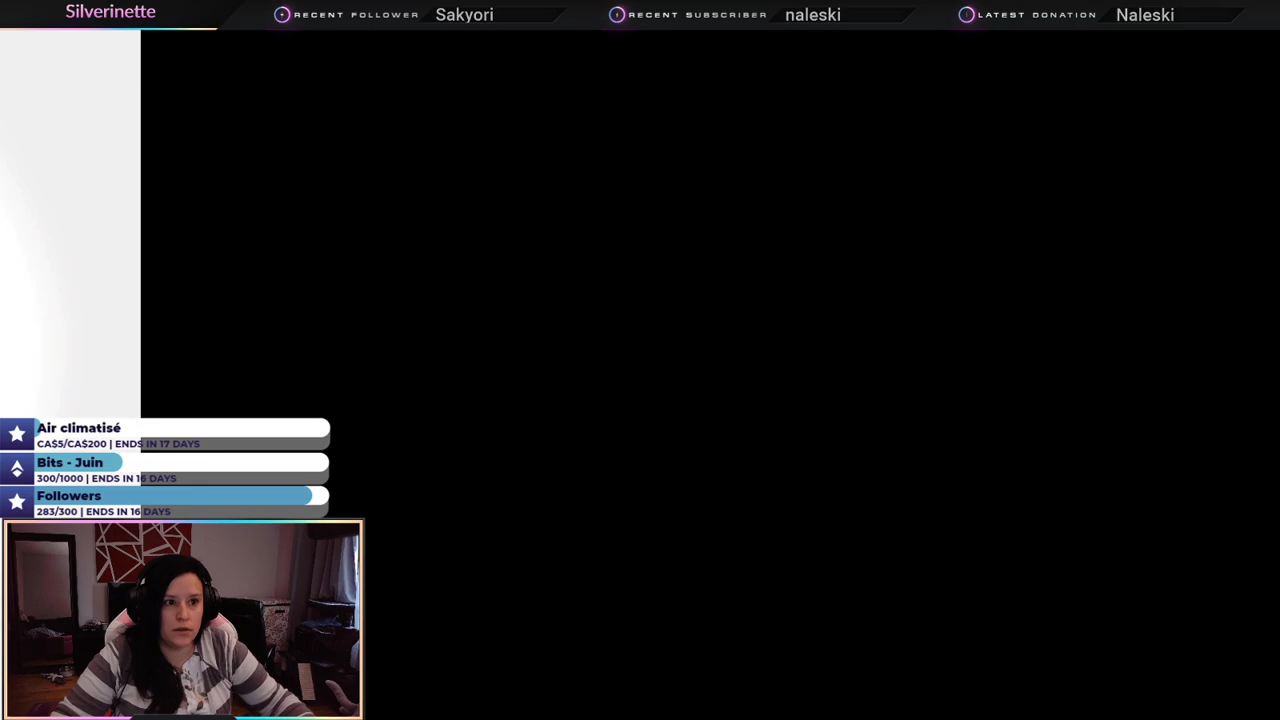 Silverinette
RECENT FOLLOWER Sakyori
RECENT SUBSCRIBER naleski
LATEST DONATION Naleski
Air climatisé
CA$5/CA$200 | ENDS IN 17 DAYS
Bits - Juin
300/1000 | ENDS IN 16 DAYS
Followers
283/300 | ENDS IN 16 DAYS